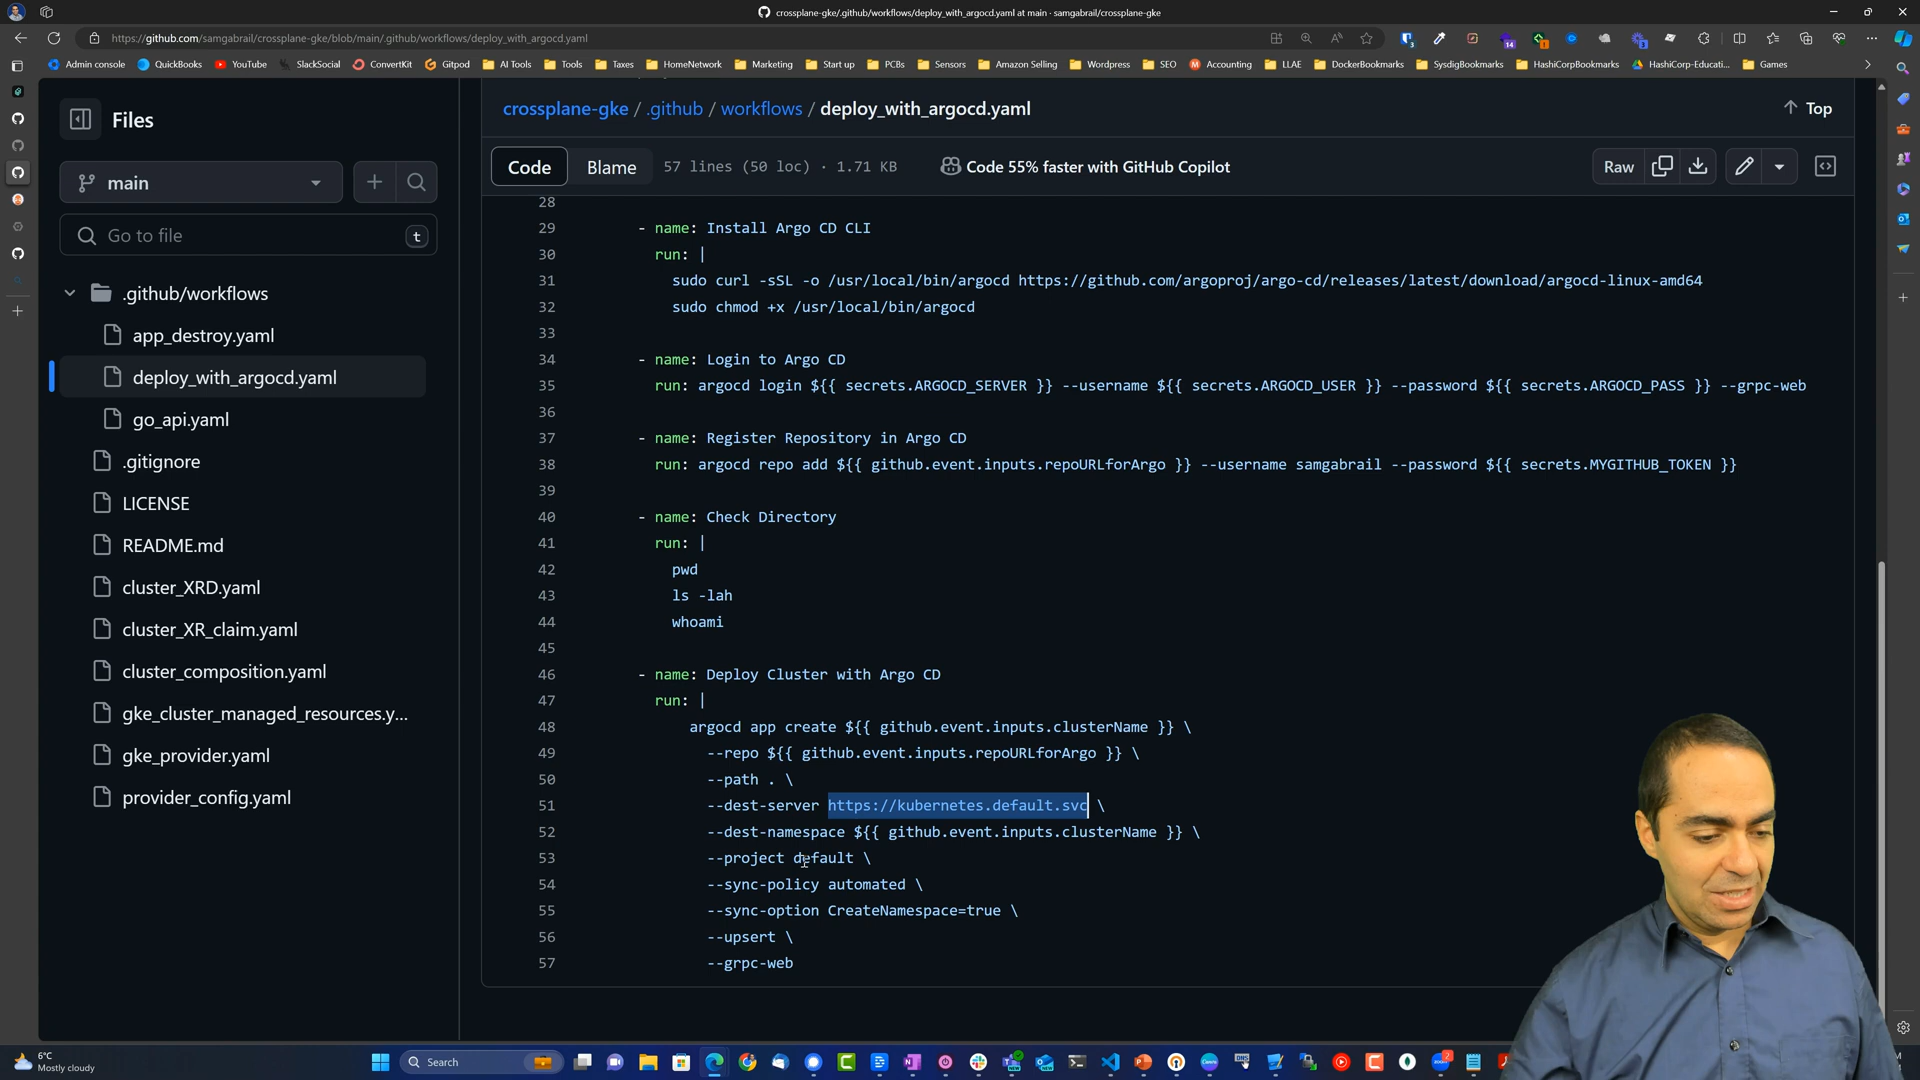 crossplane-gke/.github/workflows/deploy_with_argocd.yaml at main · samgabrail/crossplane-gke
https://github.com/samgabrail/crossplane-gke/blob/main/.github/workflows/deploy_with_argocd.yaml
Admin console
QuickBooks
YouTube
SlackSocial
ConvertKit
Gitpod
AI Tools
Tools
Taxes
HomeNetwork
Marketing
Start up
PCBs
Sensors
Amazon Selling
Wordpress
SEO
Accounting
LLAE
DockerBookmarks
SysdigBookmarks
HashiCorpBookmarks
HashiCorp-Educati...
Games
Files
main
Go to file
t
.github/workflows
app_destroy.yaml
deploy_with_argocd.yaml
go_api.yaml
.gitignore
LICENSE
README.md
cluster_XRD.yaml
cluster_XR_claim.yaml
cluster_composition.yaml
gke_cluster_managed_resources.y...
gke_provider.yaml
provider_config.yaml
crossplane-gke / .github / workflows / deploy_with_argocd.yaml
Top
Code
Blame
57 lines (50 loc) · 1.71 KB
Code 55% faster with GitHub Copilot
Raw
28
29 - name: Install Argo CD CLI
30 run: |
31 sudo curl -sSL -o /usr/local/bin/argocd https://github.com/argoproj/argo-cd/releases/latest/download/argocd-linux-amd64
32 sudo chmod +x /usr/local/bin/argocd
33
34 - name: Login to Argo CD
35 run: argocd login ${{ secrets.ARGOCD_SERVER }} --username ${{ secrets.ARGOCD_USER }} --password ${{ secrets.ARGOCD_PASS }} --grpc-web
36
37 - name: Register Repository in Argo CD
38 run: argocd repo add ${{ github.event.inputs.repoURLforArgo }} --username samgabrail --password ${{ secrets.MYGITHUB_TOKEN }}
39
40 - name: Check Directory
41 run: |
42 pwd
43 ls -lah
44 whoami
45
46 - name: Deploy Cluster with Argo CD
47 run: |
48 argocd app create ${{ github.event.inputs.clusterName }} \
49 --repo ${{ github.event.inputs.repoURLforArgo }} \
50 --path . \
51 --dest-server https://kubernetes.default.svc \
52 --dest-namespace ${{ github.event.inputs.clusterName }} \
53 --project default \
54 --sync-policy automated \
55 --sync-option CreateNamespace=true \
56 --upsert \
57 --grpc-web
6°C
Mostly cloudy
Search